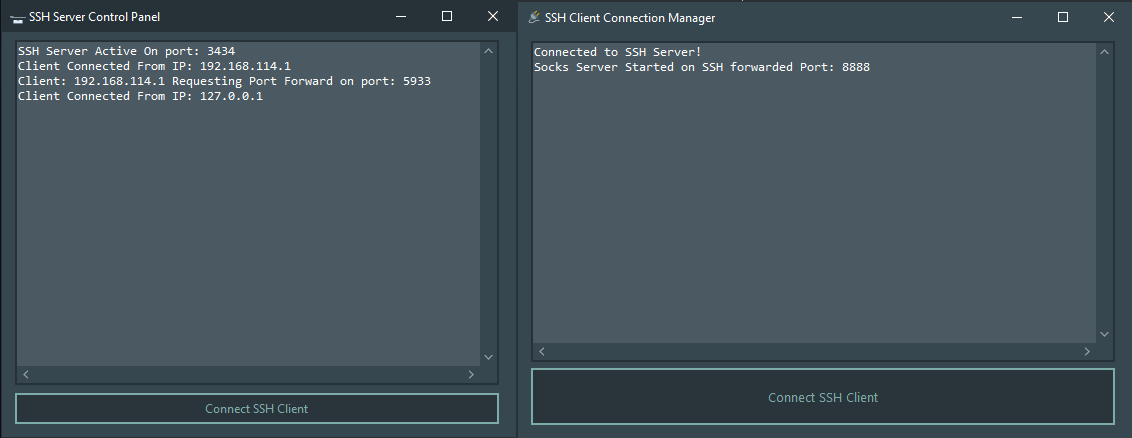 SSH Server Control Panel
SSH Server Active On port: 3434
Client Connected From IP: 192.168.114.1
Client: 192.168.114.1 Requesting Port Forward on port: 5933
Client Connected From IP: 127.0.0.1
Connect SSH Client
SSH Client Connection Manager
Connected to SSH Server!
Socks Server Started on SSH forwarded Port: 8888
Connect SSH Client